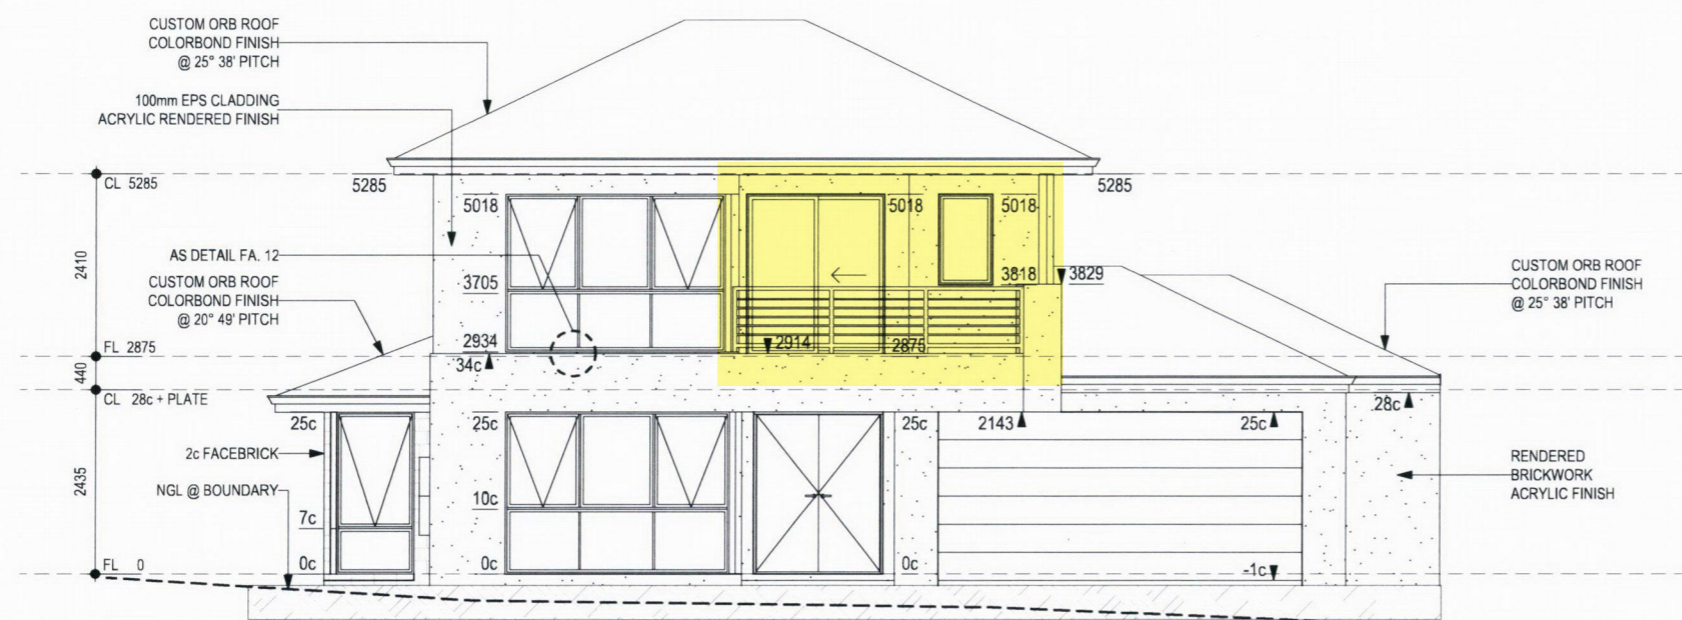 CUSTOM ORB ROOF
COLORBOND FINISH
@ 25° 38' PITCH
100mm EPS CLADDING
ACRYLIC RENDERED FINISH
CL 5285
5285
5285
5018
5018
5018
2410
AS DETAIL FA. 12
3705
3818
3829
CUSTOM ORB ROOF
COLORBOND FINISH
@ 20° 49' PITCH
CUSTOM ORB ROOF
COLORBOND FINISH
@ 25° 38' PITCH
FL 2875
2934
2914
2875
34c
440
CL 28c + PLATE
28c
25c
25c
25c
2143
25c
2c FACEBRICK
2435
NGL @ BOUNDARY
10c
7c
RENDERED
BRICKWORK
ACRYLIC FINISH
FL 0
0c
0c
0c
-1c